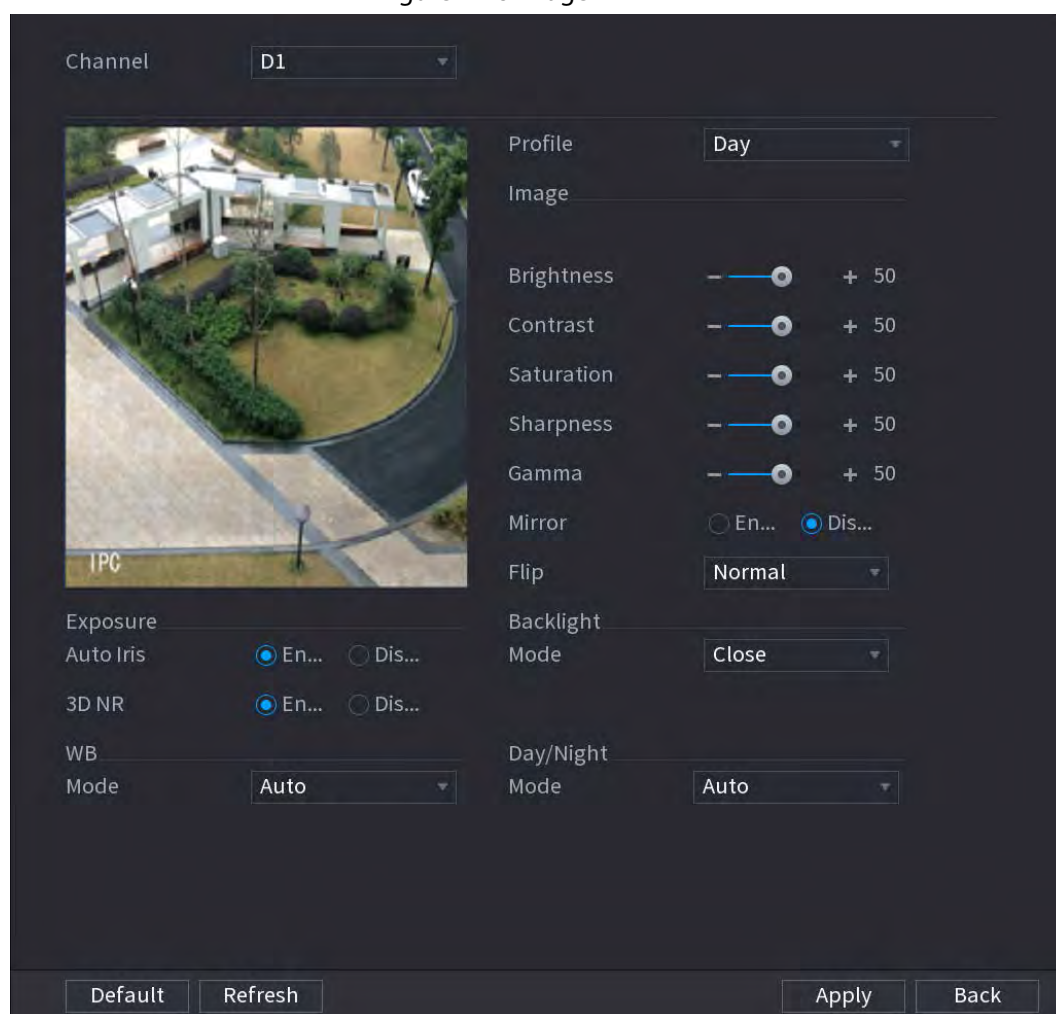 Channel D1
Profile Day
Image
Brightness - + 50
Contrast - + 50
Saturation - + 50
Sharpness - + 50
Gamma - + 50
Mirror En... Dis...
IPC
Flip Normal
Exposure
Auto Iris En... Dis...
3D NR En... Dis...
Backlight
Mode Close
WB
Mode Auto
Day/Night
Mode Auto
Default Refresh Apply Back